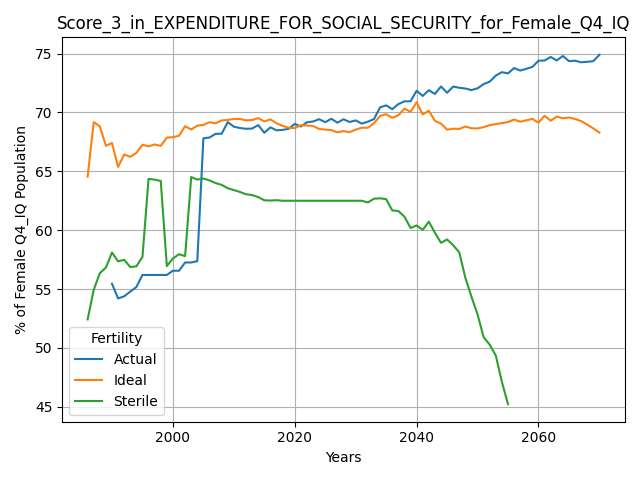 Score_3_in_EXPENDITURE_FOR_SOCIAL_SECURITY_for_Female_Q4_IQ
% of Female Q4_IQ Population
75
70
65
60
55
50
45
Fertility
Actual
Ideal
Sterile
2000
2020
2040
2060
Years